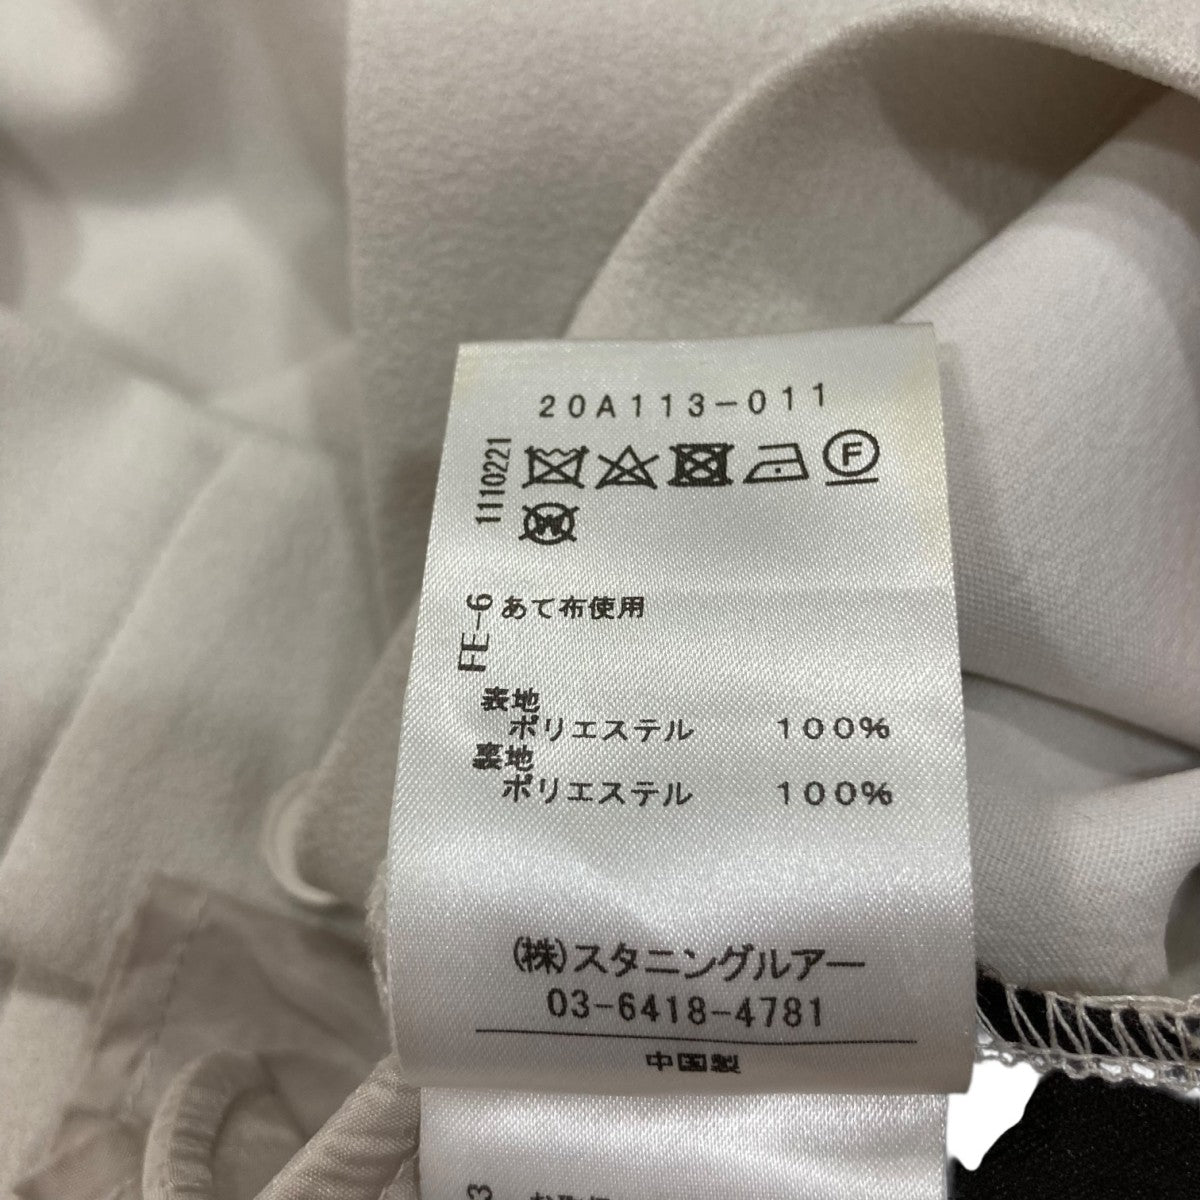 20A113-011
1110221
F
W
FE-6
あて布使用
表地
ポリエステル 100%
裏地
ポリエステル 100%
(株)スタニングルアー
03-6418-4781
中国製
3